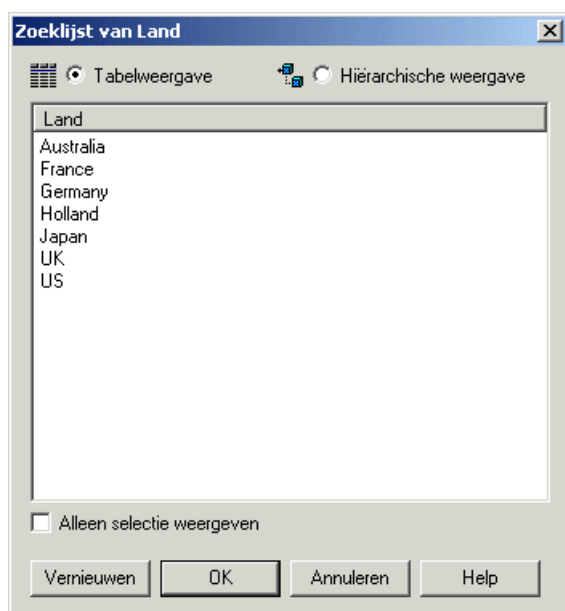 Zoeklijst van Land
Tabelweergave Hiërarchische weergave
Land
Australia
France
Germany
Holland
Japan
UK
US
Alleen selectie weergeven
Vernieuwen OK Annuleren Help